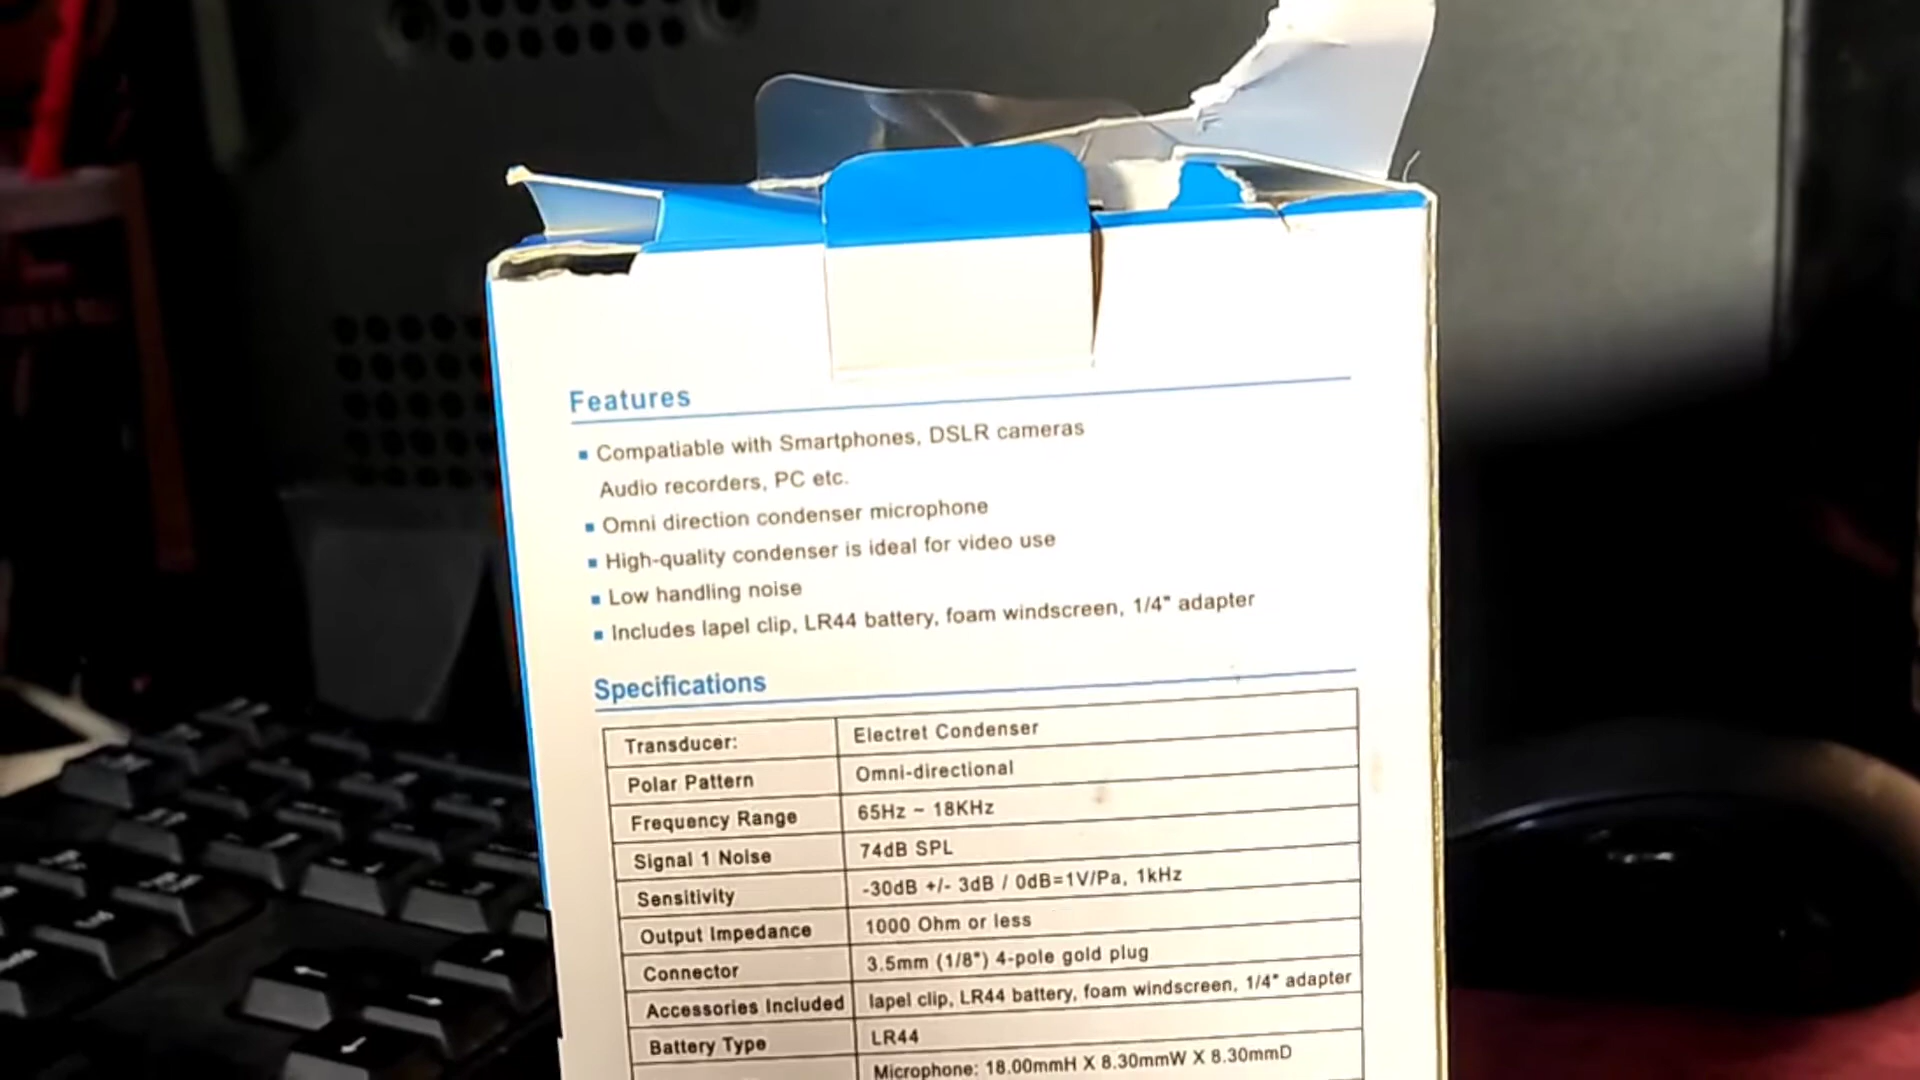 Features
Compatiable with Smartphones, DSLR cameras
Audio recorders, PC etc.
Omni direction condenser microphone
High-quality condenser is ideal for video use
Low handling noise
Includes lapel clip, LR44 battery, foam windscreen, 1/4" adapter
Specifications
Transducer: Electret Condenser
Polar Pattern Omni-directional
Frequency Range 65Hz ~ 18KHz
Signal 1 Noise 74dB SPL
Sensitivity -30dB +/- 3dB / 0dB=1V/Pa, 1kHz
Output Impedance 1000 Ohm or less
Connector 3.5mm (1/8") 4-pole gold plug
Accessories Included lapel clip, LR44 battery, foam windscreen, 1/4" adapter
Battery Type LR44
Microphone: 18.00mmH X 8.30mmW X 8.30mmD